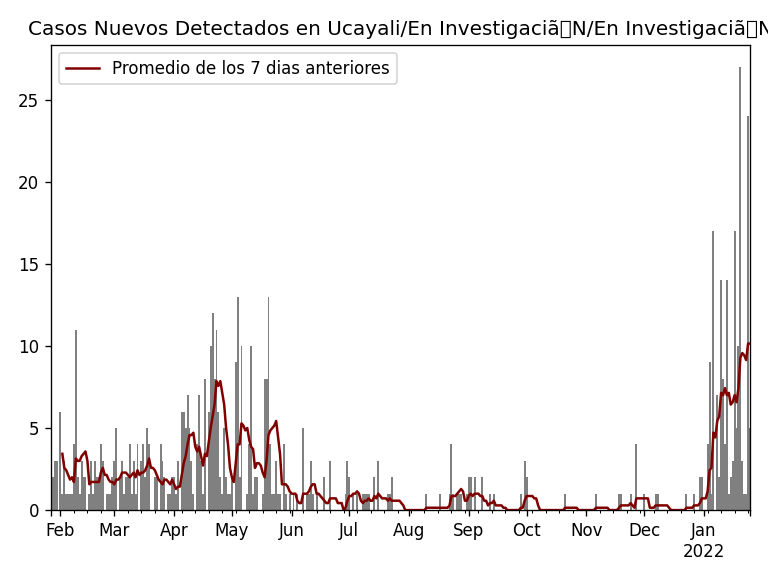 Casos Nuevos Detectados en Ucayali/En Investigaciã▯N/En Investigaciã▯N
Promedio de los 7 dias anteriores
25
20
15
10
5
0
Feb Mar Apr May Jun Jul Aug Sep Oct Nov Dec Jan
2022